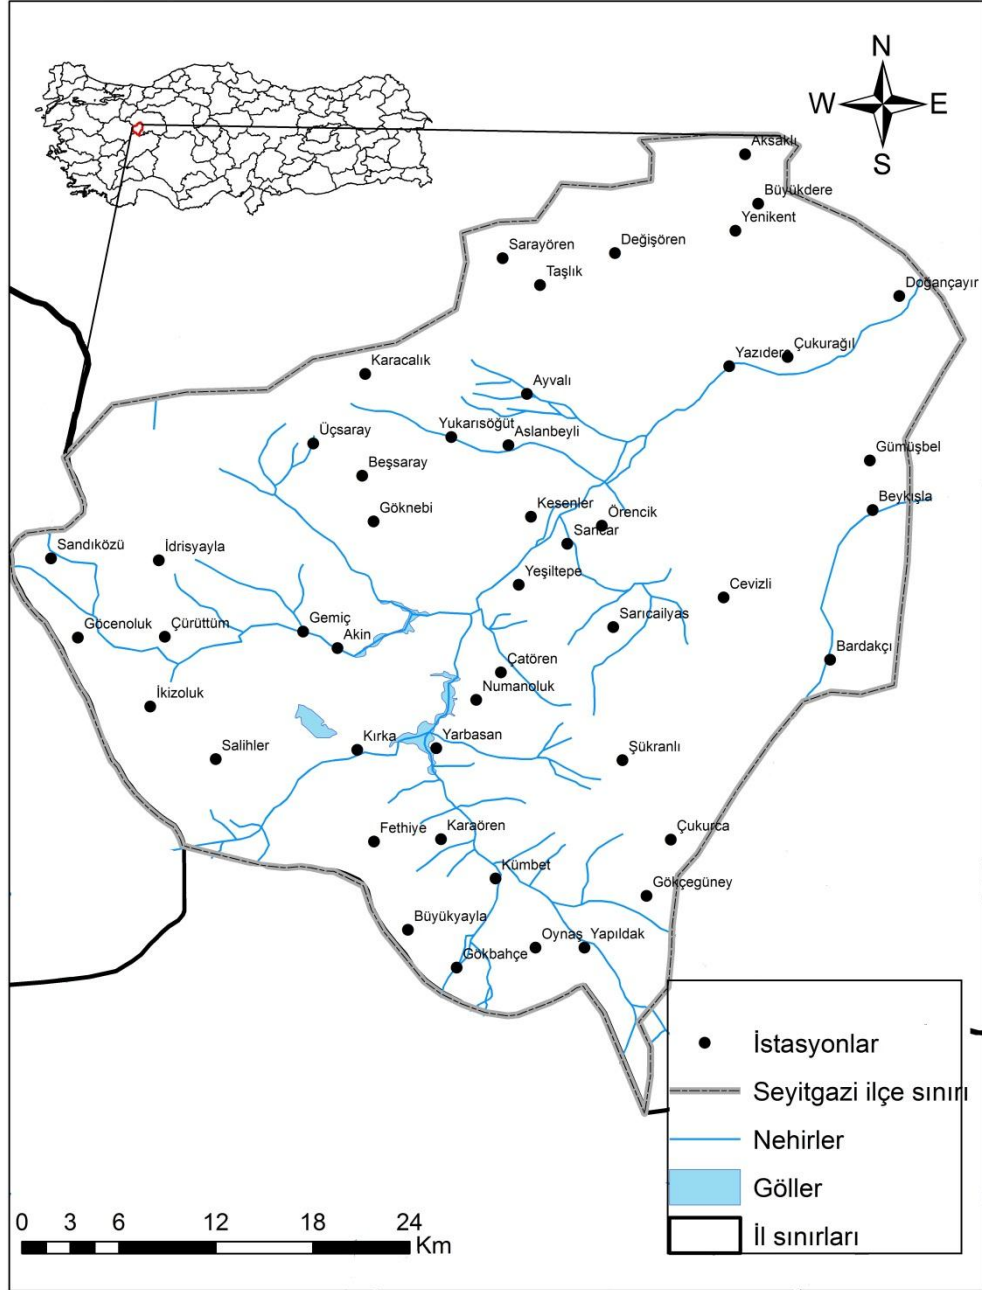 N
W E
S
Aksaklı
Büyükdere
Yenikent
Değişören
Sarayören
Taşlık
Doğançayır
Çukurağıl
Yazıdere
Karacalık
Ayvalı
Yukarısöğüt
Aslanbeyli
Üçsaray
Gümüşbel
Beşsaray
Beykışla
Göknebi
Kesenler
Örencik
Sancar
Sandıközü
İdrisyayla
Yeşiltepe
Cevizli
Göcenoluk
Çürüttüm
Gemiç
Akin
Sarıcailyas
Bardakçı
Çatören
İkizoluk
Numanoluk
Salihler
Kırka
Yarbasan
Şükranlı
Fethiye
Karaören
Çukurca
Kümbet
Gökçegüney
Büyükyayla
Gökbahçe
Oynaş
Yapıldak
İstasyonlar
Seyitgazi ilçe sınırı
Nehirler
Göller
İl sınırları
0 3 6 12 18 24
Km